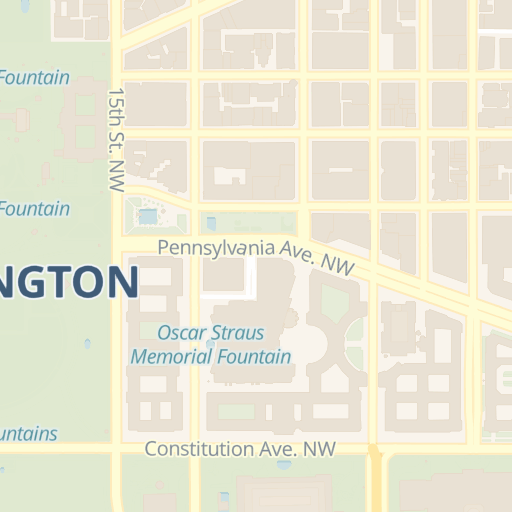 Fountain
15th St. NW
Fountain
Pennsylvania Ave. NW
NGTON
Oscar Straus
Memorial Fountain
untains
Constitution Ave. NW